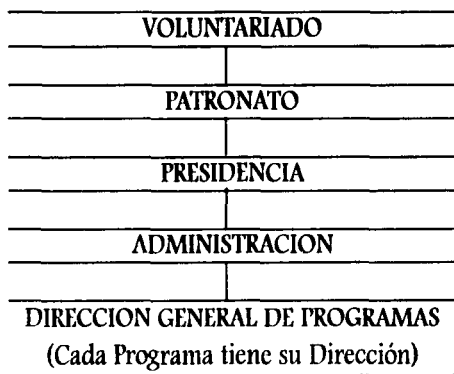 VOLUNTARIADO
PATRONATO
PRESIDENCIA
ADMINISTRACION
DIRECCION GENERAL DE PROGRAMAS
(Cada Programa tiene su Dirección)